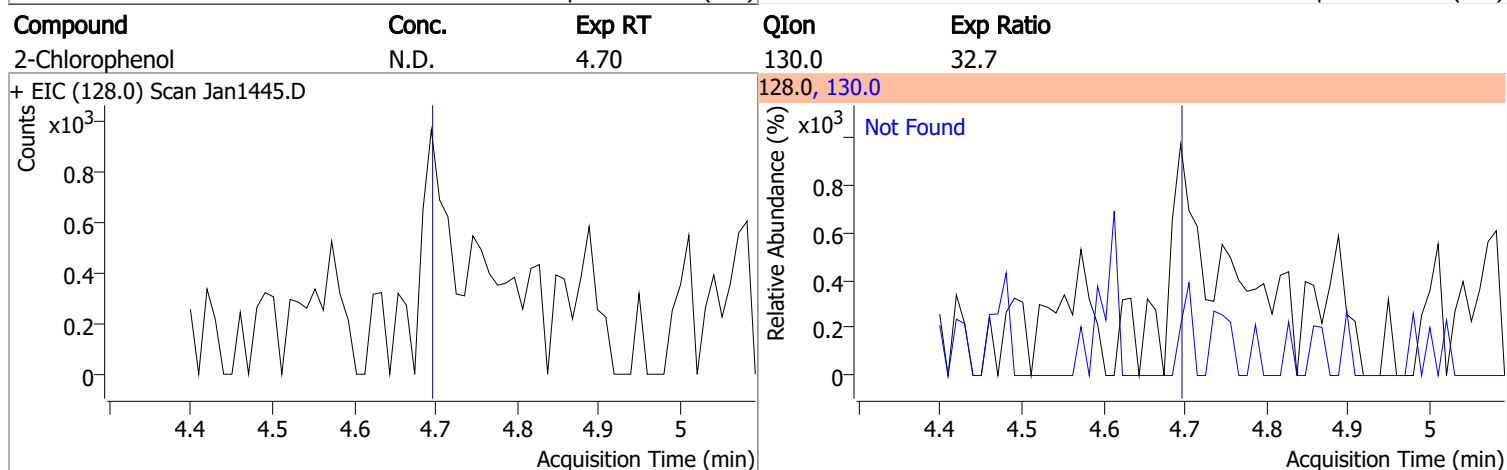 Compound Conc. Exp RT QIon Exp Ratio
2-Chlorophenol N.D. 4.70 130.0 32.7
+ EIC (128.0) Scan Jan1445.D
Counts
x10³
0.8
0.6
0.4
0.2
0
4.4 4.5 4.6 4.7 4.8 4.9 5
Acquisition Time (min)
128.0, 130.0
Relative Abundance (%)
x10³
Not Found
0.8
0.6
0.4
0.2
0
4.4 4.5 4.6 4.7 4.8 4.9 5
Acquisition Time (min)